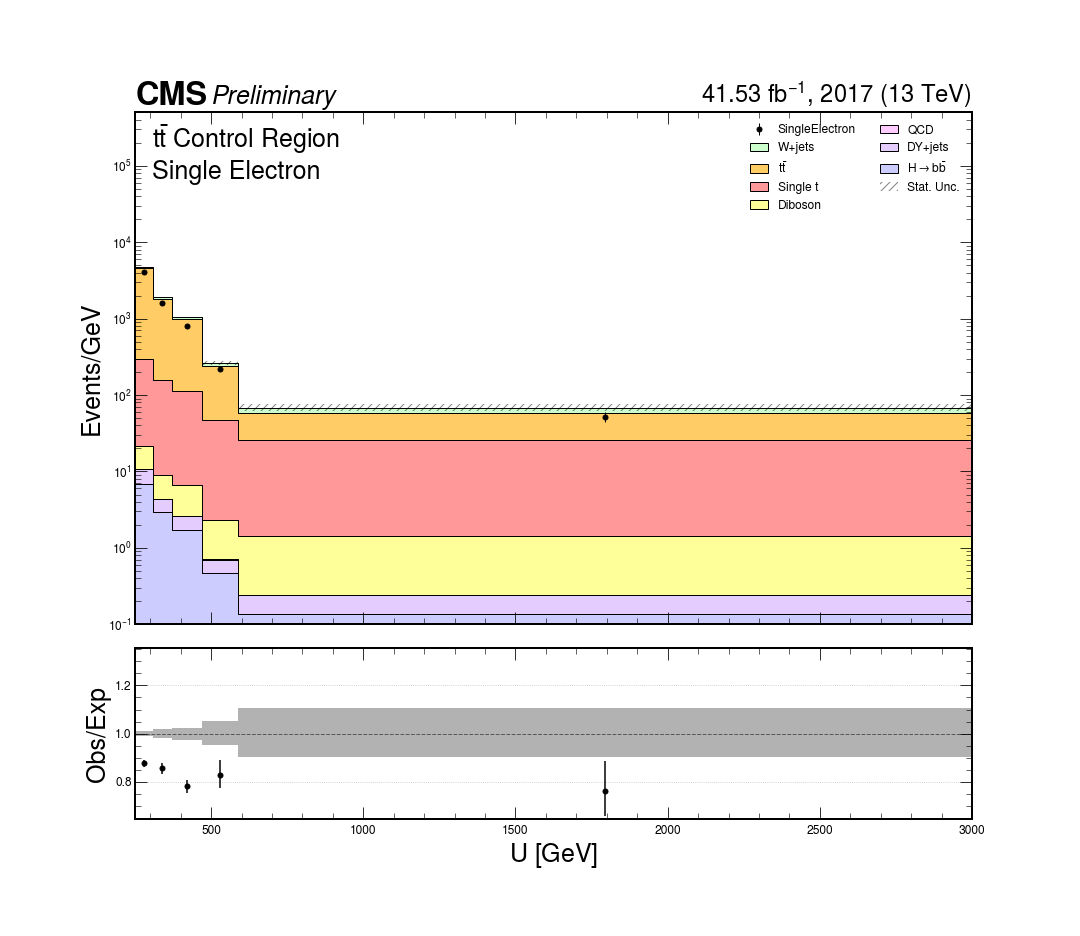 CMS Preliminary
41.53 fb⁻¹, 2017 (13 TeV)
tt̄ Control Region
Single Electron
SingleElectron
W+jets
tt̄
Single t
Diboson
QCD
DY+jets
H→bb̄
Stat. Unc.
Events/GeV
10⁵
10⁴
10³
10²
10¹
10⁰
10⁻¹
Obs/Exp
1.2
1.0
0.8
500
1000
1500
2000
2500
3000
U [GeV]